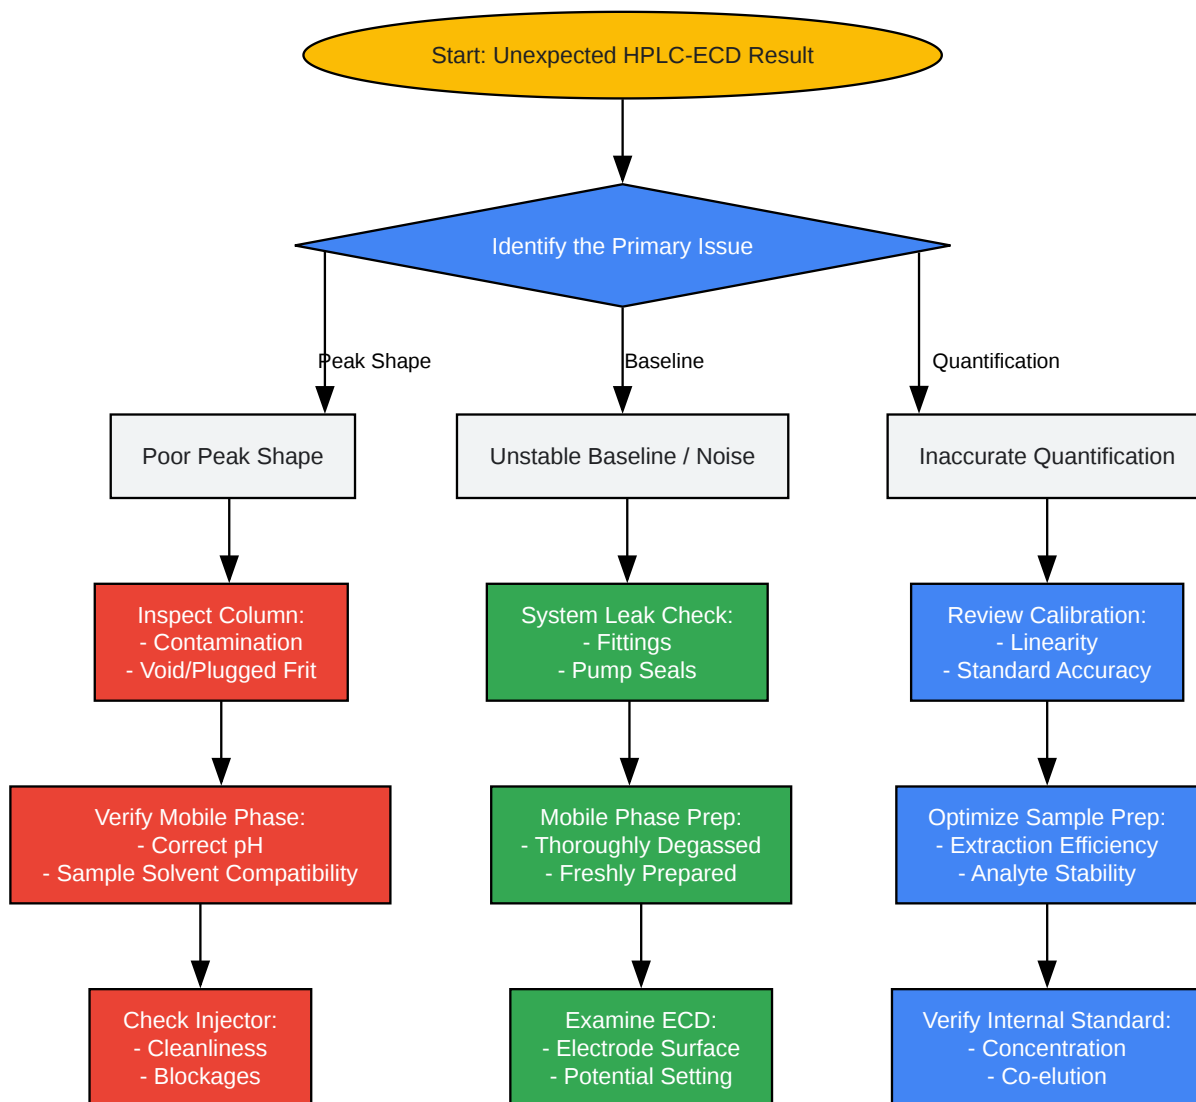 Start: Unexpected HPLC-ECD Result
Identify the Primary Issue
Peak Shape
Baseline
Quantification
Poor Peak Shape
Unstable Baseline / Noise
Inaccurate Quantification
Inspect Column:
- Contamination
- Void/Plugged Frit
System Leak Check:
- Fittings
- Pump Seals
Review Calibration:
- Linearity
- Standard Accuracy
Verify Mobile Phase:
- Correct pH
- Sample Solvent Compatibility
Mobile Phase Prep:
- Thoroughly Degassed
- Freshly Prepared
Optimize Sample Prep:
- Extraction Efficiency
- Analyte Stability
Check Injector:
- Cleanliness
- Blockages
Examine ECD:
- Electrode Surface
- Potential Setting
Verify Internal Standard:
- Concentration
- Co-elution